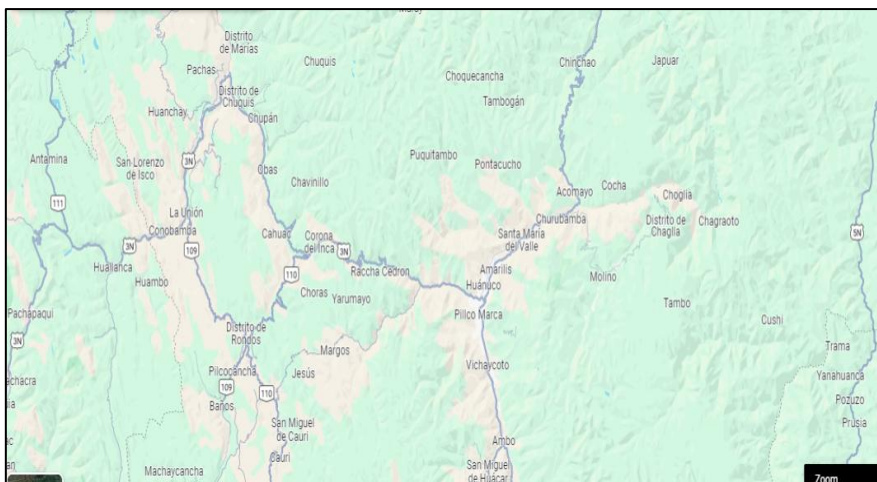 Distrito
de Marias
Pachas
Chuquis
Chinchao
Japuar
Choquecancha
Distrito de
Chuquis
Tambogán
Huanchay
Chupán
Antamina
San Lorenzo
de Isco
3N
Obas
Puquitambo
Pontacucho
Chavinillo
Acomayo
Cocha
Choglla
111
La Unión
Conobamba
Churubamba
Distrito de
Chaglla
Chagraoto
Santa María
del Valle
5N
3N
109
Cahuac
Corona
del Inca
3N
Huallanca
Huambo
110
Raccha Cedron
Amarilis
Huánuco
Molino
Choras
Yarumayo
Tambo
Pachapaqui
Pillco Marca
Cushi
Distrito de
Rondos
3N
Margos
Trama
Vichaycoto
Pilcocancha
Jesús
Yanahuanca
achacra
109
110
Pozuzo
Baños
Prusia
San Miguel
de Cauri
Ambo
Cauri
Machaycancha
San Miguel
de Huácar
Zoom